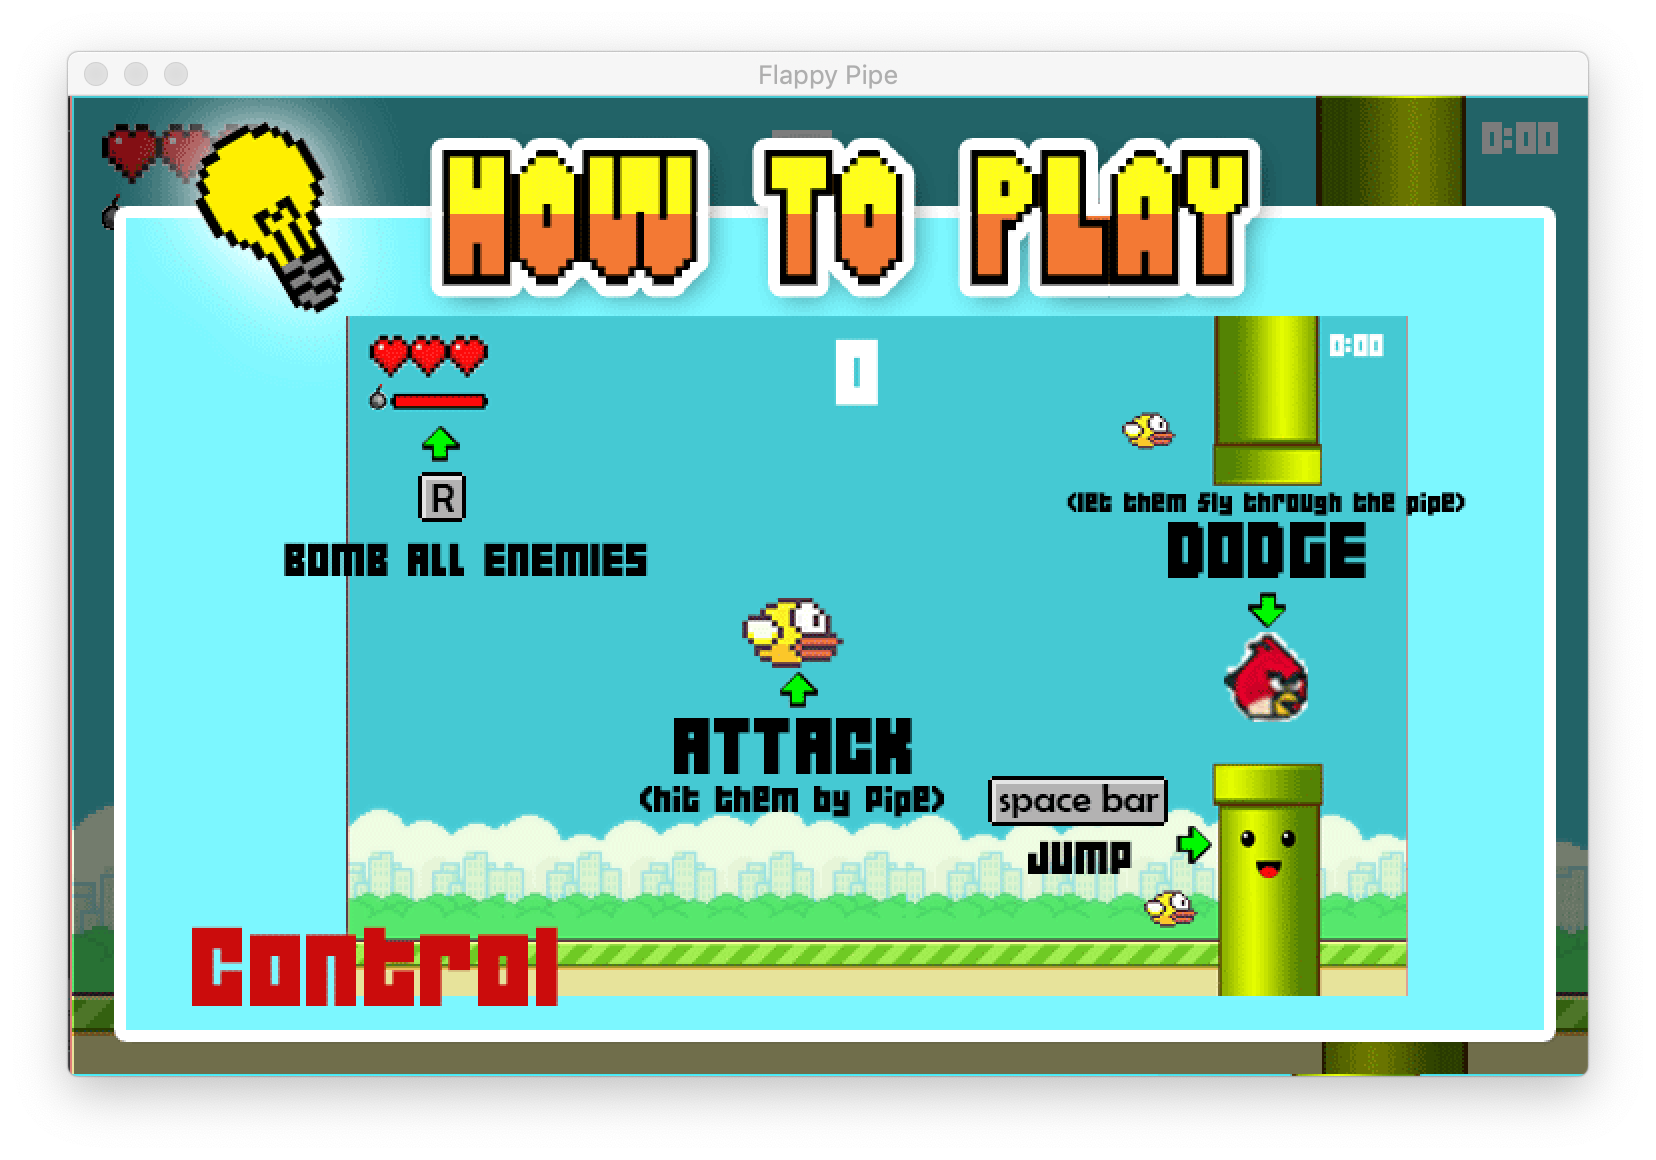 Flappy Pipe
0:00
HOW TO PLAY
0
0:00
R
(let them fly through the pipe)
DODGE
BOMB ALL ENEMIES
ATTACK
(hit them by Pipe)
space bar
JUMP
Control